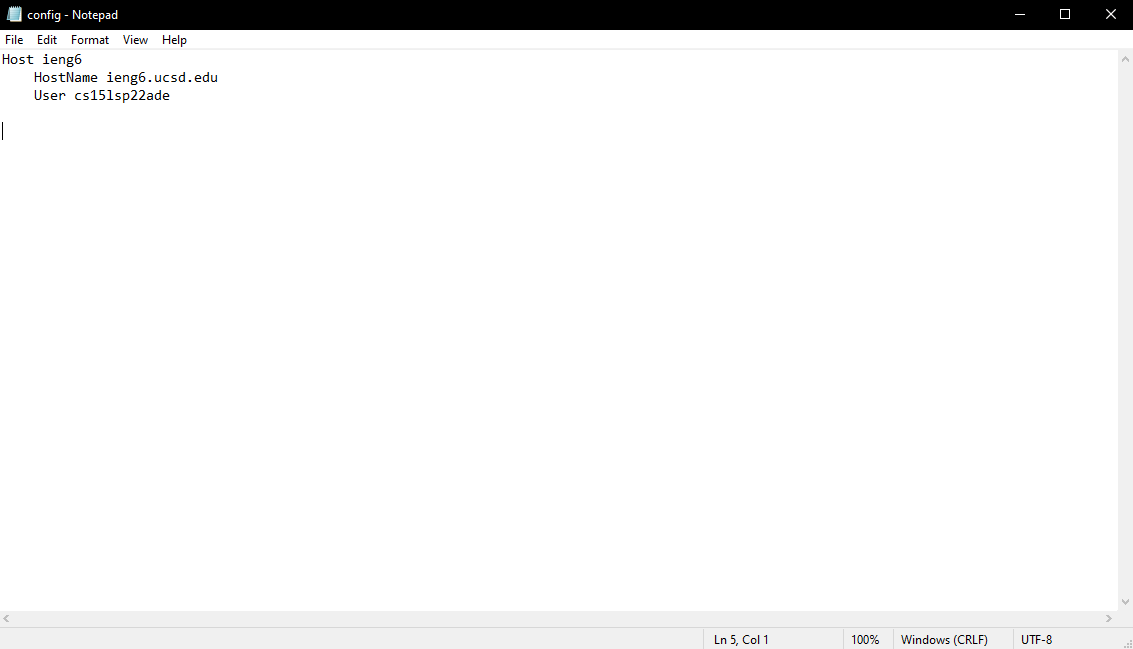 config - Notepad
File Edit Format View Help
Host ieng6
    HostName ieng6.ucsd.edu
    User cs15lsp22ade
Ln 5, Col 1 100% Windows (CRLF) UTF-8